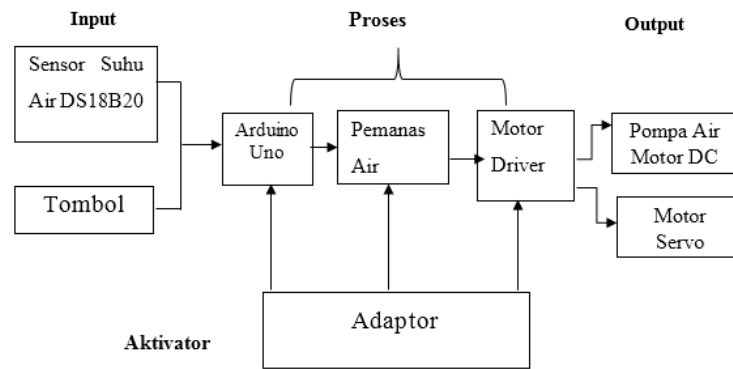 Input
Proses
Output
Sensor Suhu
Air DS18B20
Tombol
Arduino
Uno
Pemanas
Air
Motor
Driver
Pompa Air
Motor DC
Motor
Servo
Adaptor
Aktivator